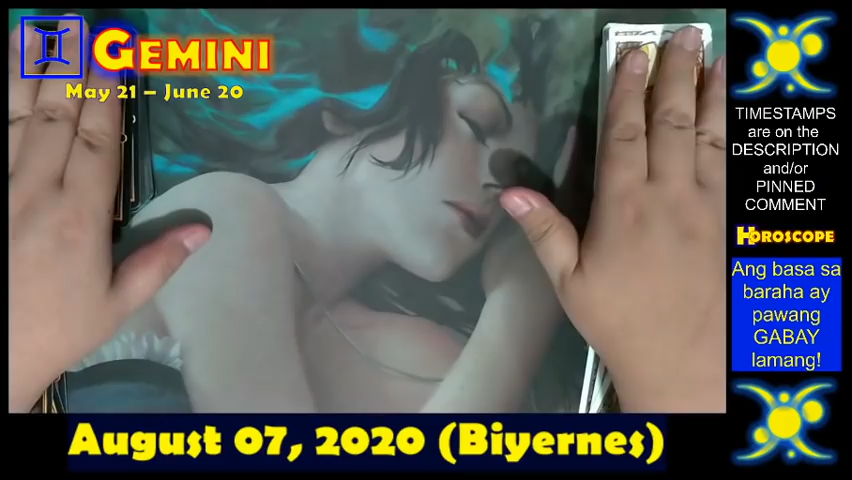 GEMINI
May 21 – June 20
TIMESTAMPS
are on the
DESCRIPTION
and/or
PINNED
COMMENT
HOROSCOPE
Ang basa sa
baraha ay
pawang
GABAY
lamang!
August 07, 2020 (Biyernes)